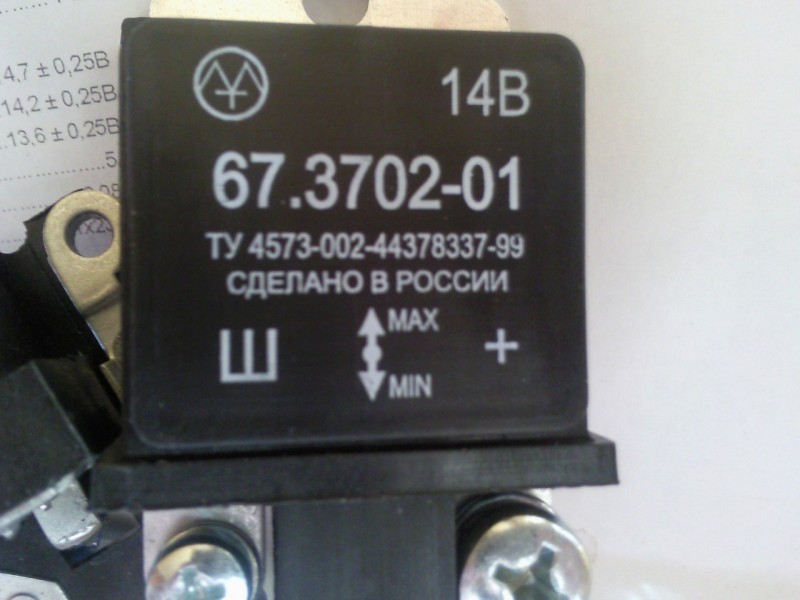 4,7 ± 0,25В
14,2 ± 0,25В
13,6 ± 0,25В
14В
67.3702-01
ТУ 4573-002-44378337-99
СДЕЛАНО В РОССИИ
Ш
MAX
+
MIN